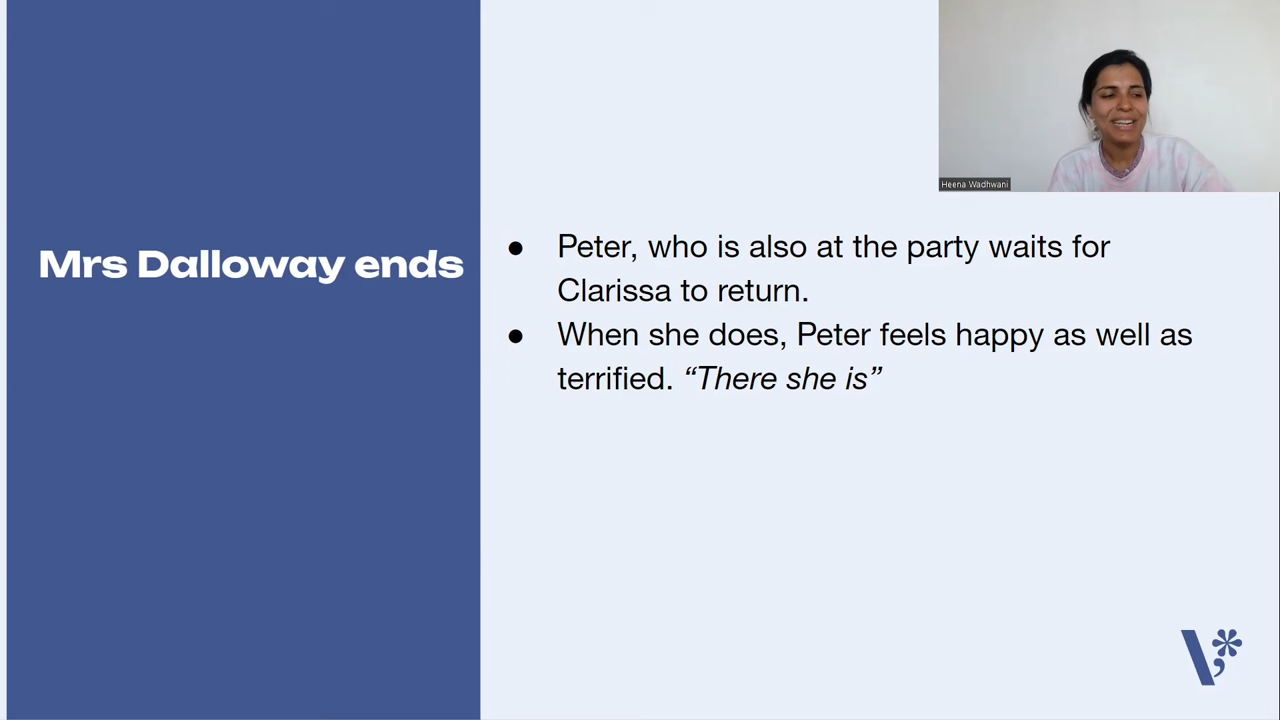 Heena Wadhwani
Mrs Dalloway ends
● Peter, who is also at the party waits for
Clarissa to return.
● When she does, Peter feels happy as well as
terrified. “There she is”